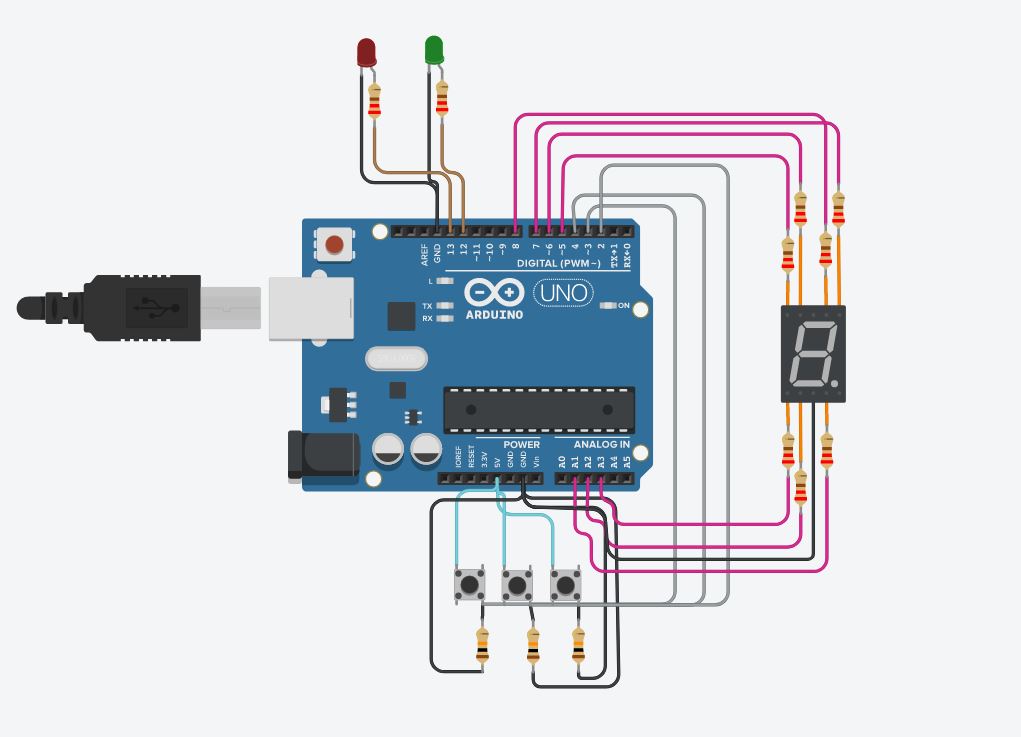 AREF
GND
13
12
~11
~10
~9
8
7
~6
~5
4
~3
2
TX→1
RX←0
DIGITAL (PWM~)
L
TX
RX
ARDUINO
UNO
ON
POWER
ANALOG IN
IOREF
RESET
3.3V
5V
GND
GND
Vin
A0
A1
A2
A3
A4
A5